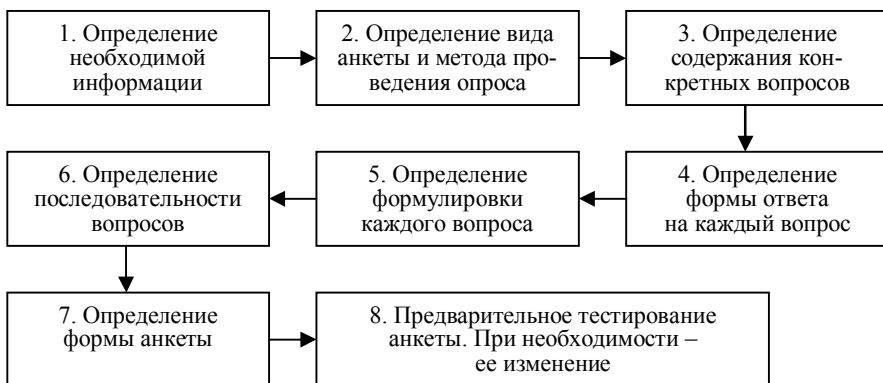 1. Определение
необходимой
информации
2. Определение вида
анкеты и метода про-
ведения опроса
3. Определение
содержания кон-
кретных вопросов
4. Определение
формы ответа
на каждый вопрос
5. Определение
формулировки
каждого вопроса
6. Определение
последовательности
вопросов
7. Определение
формы анкеты
8. Предварительное тестирование
анкеты. При необходимости –
ее изменение